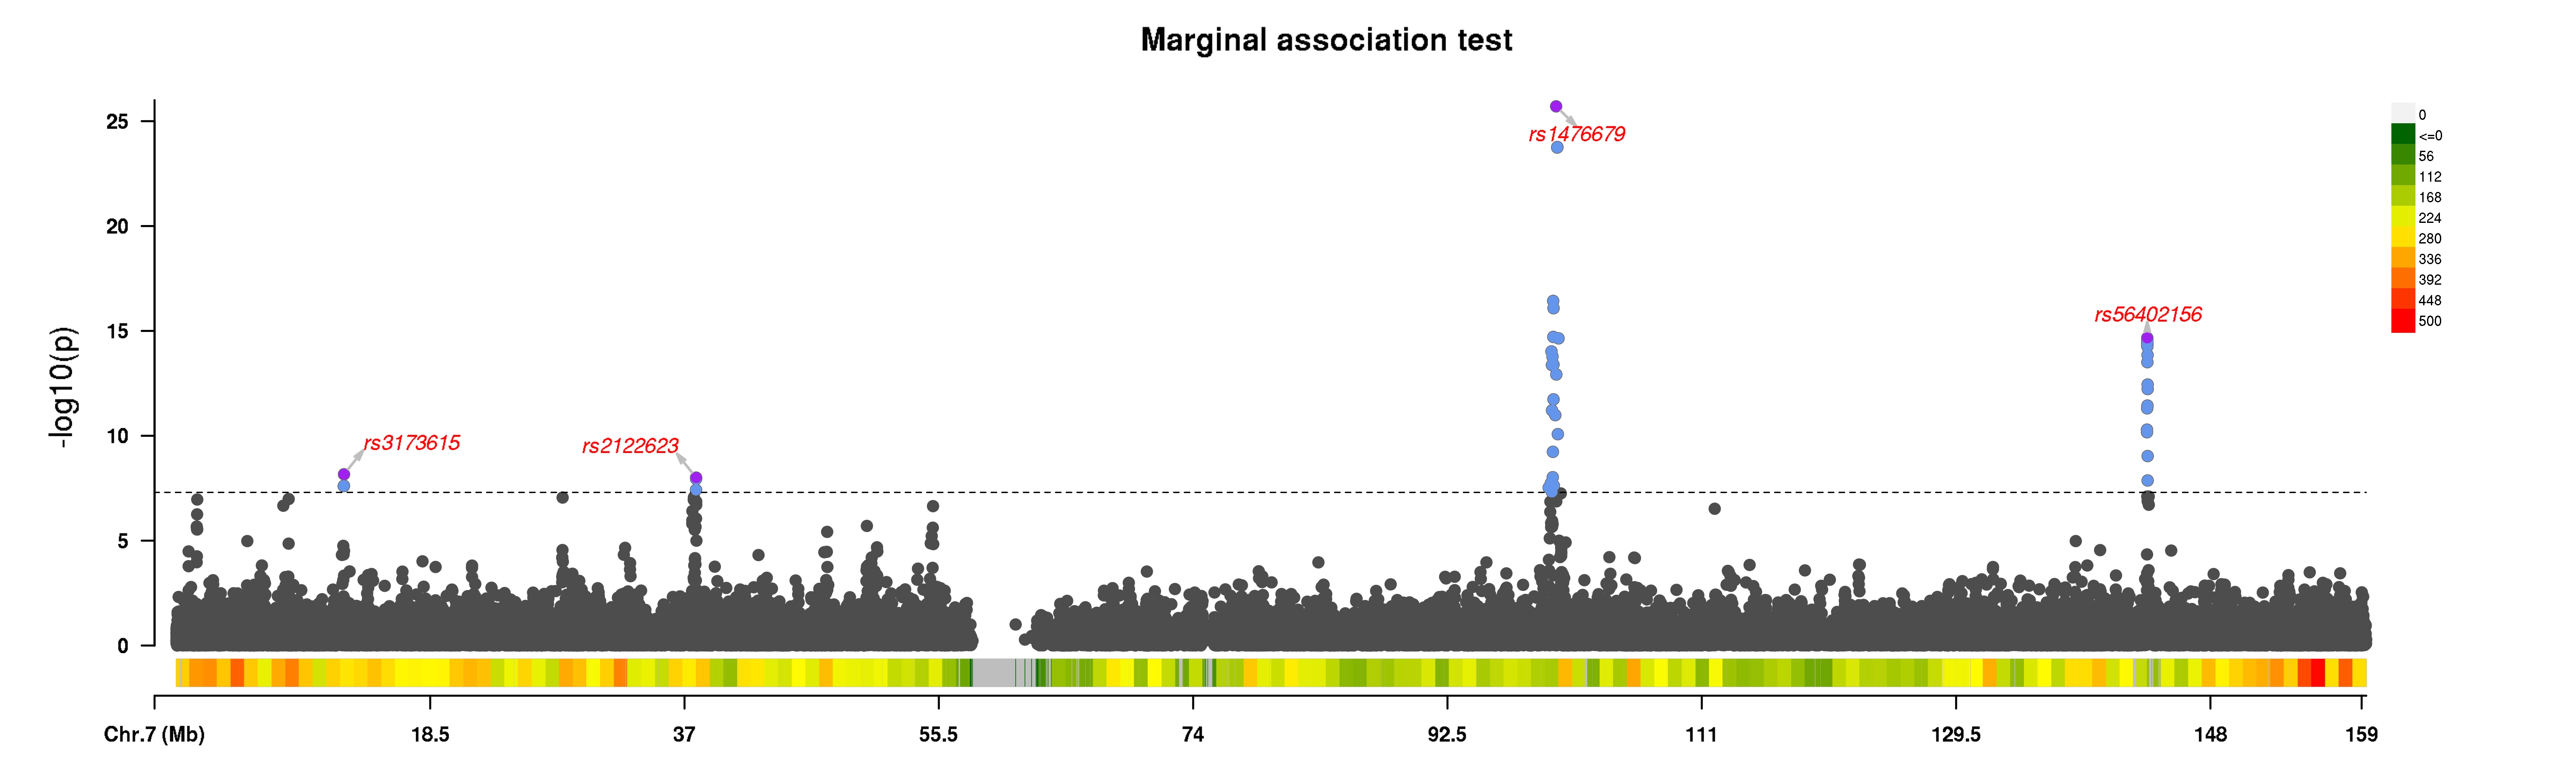 Marginal association test
25
20
15
10
5
0
-log10(p)
rs3173615
rs2122623
rs1476679
rs56402156
0
<=0
56
112
168
224
280
336
392
448
500
Chr.7 (Mb) 18.5 37 55.5 74 92.5 111 129.5 148 159